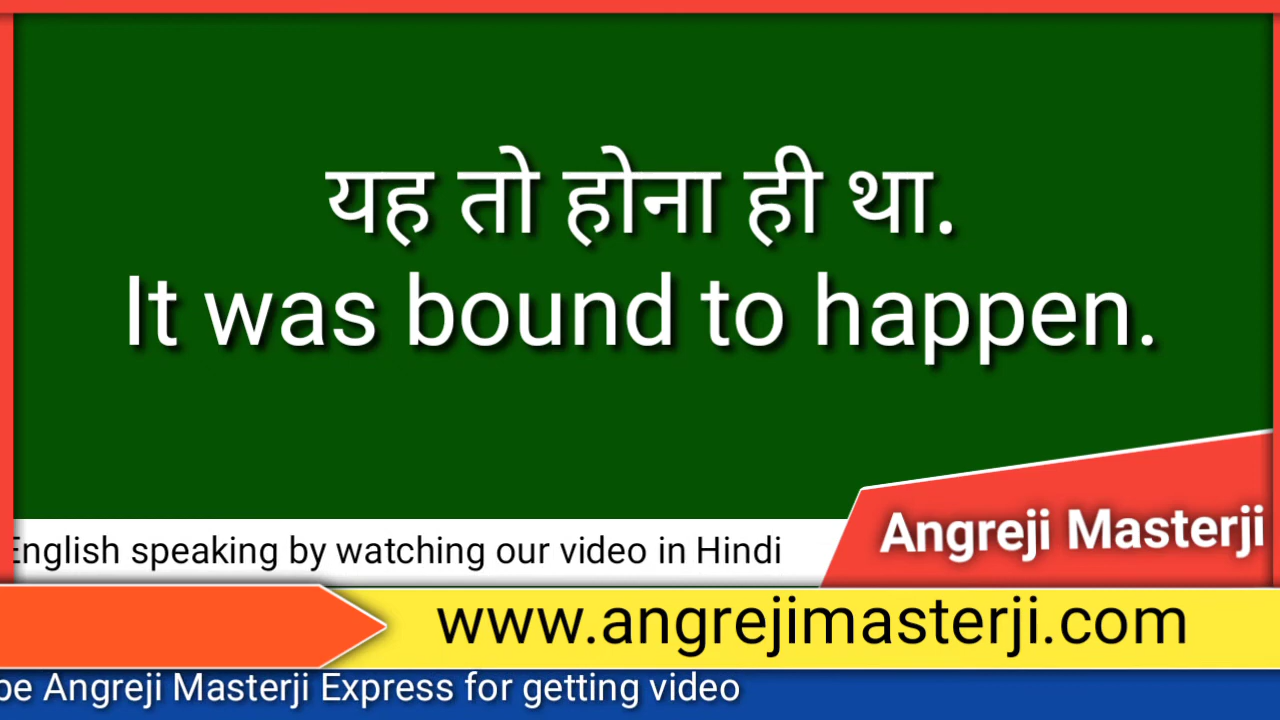 यह तो होना ही था.
It was bound to happen.
Angreji Masterji
English speaking by watching our video in Hindi
www.angrejimasterji.com
be Angreji Masterji Express for getting video